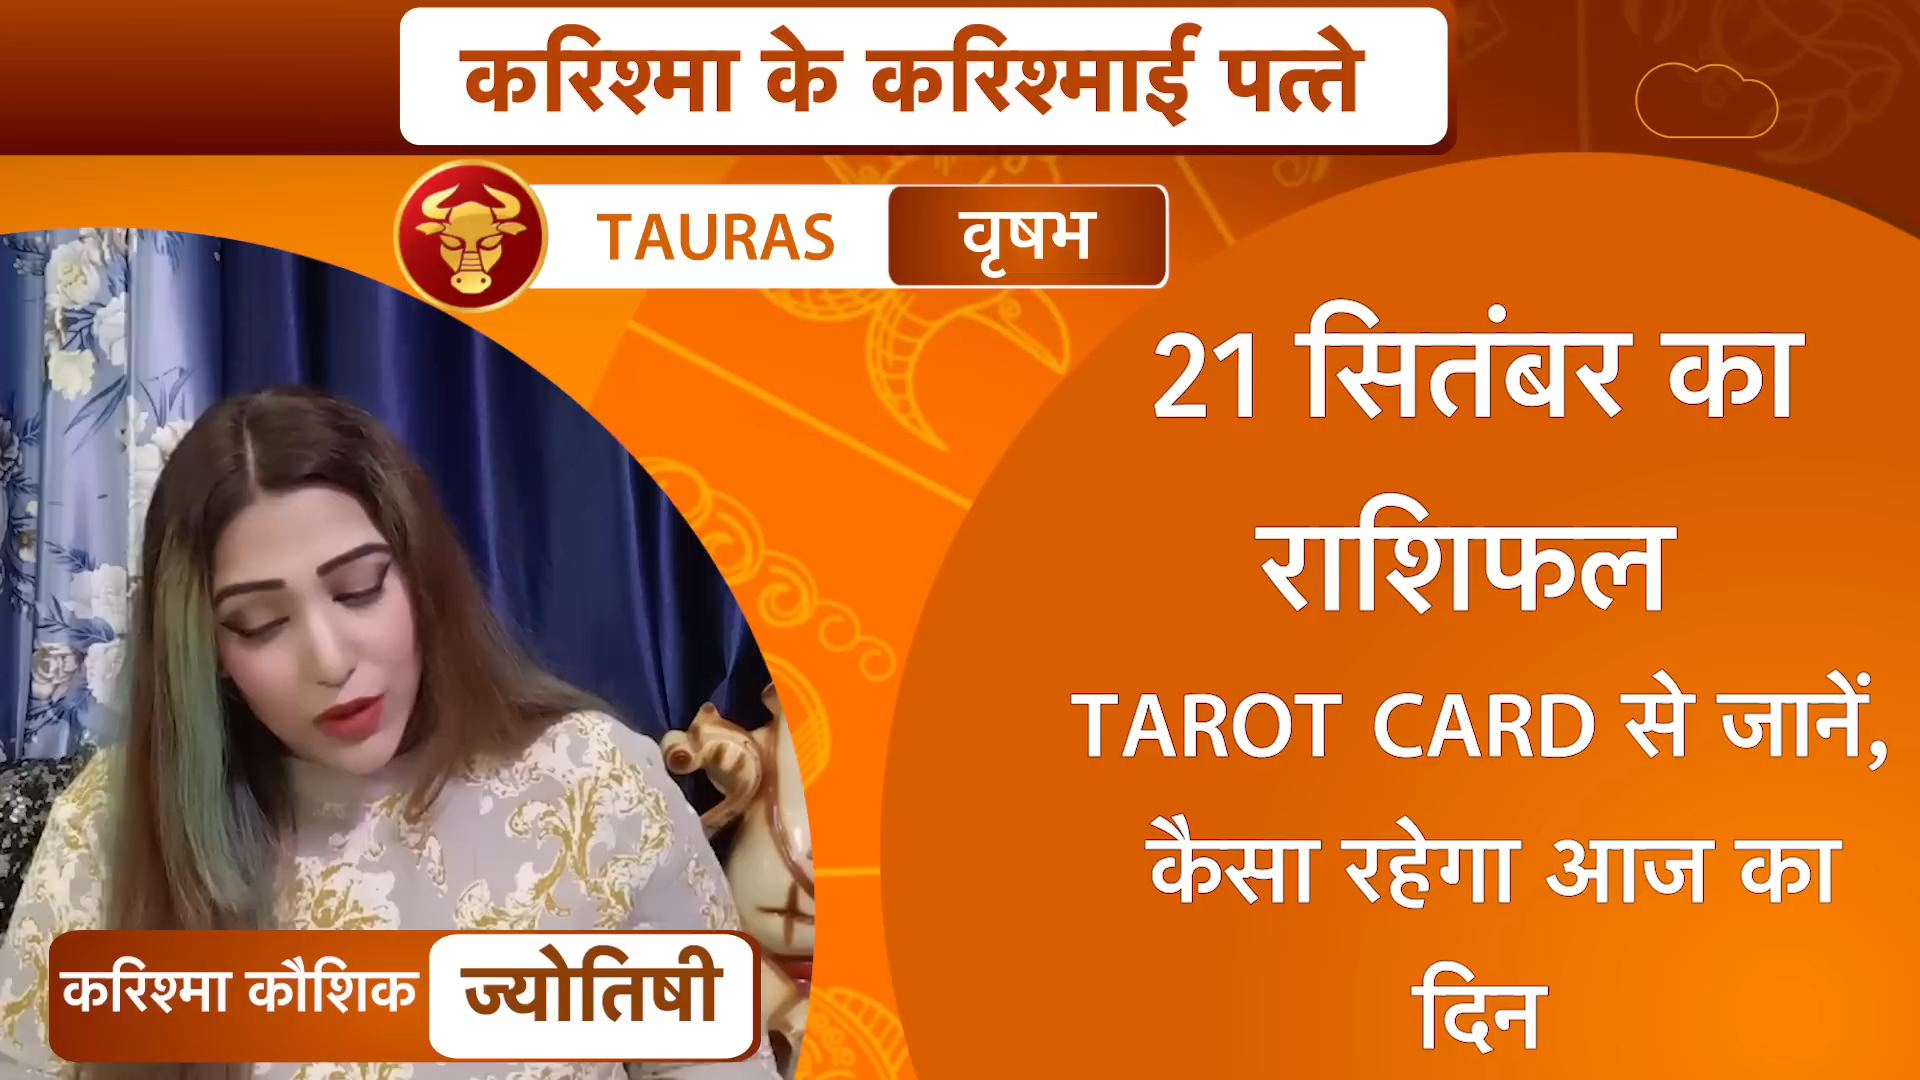 करिश्मा के करिश्माई पत्ते
TAURAS वृषभ
21 सितंबर का
राशिफल
TAROT CARD से जानें,
कैसा रहेगा आज का
दिन
करिश्मा कौशिक ज्योतिषी